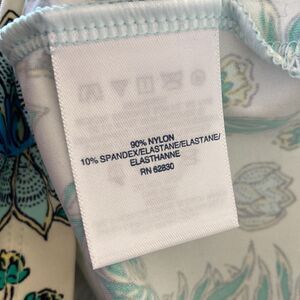 90% NYLON
10% SPANDEX/ELASTANE/ELASTANE/
ELASTHANNE
RN 62830